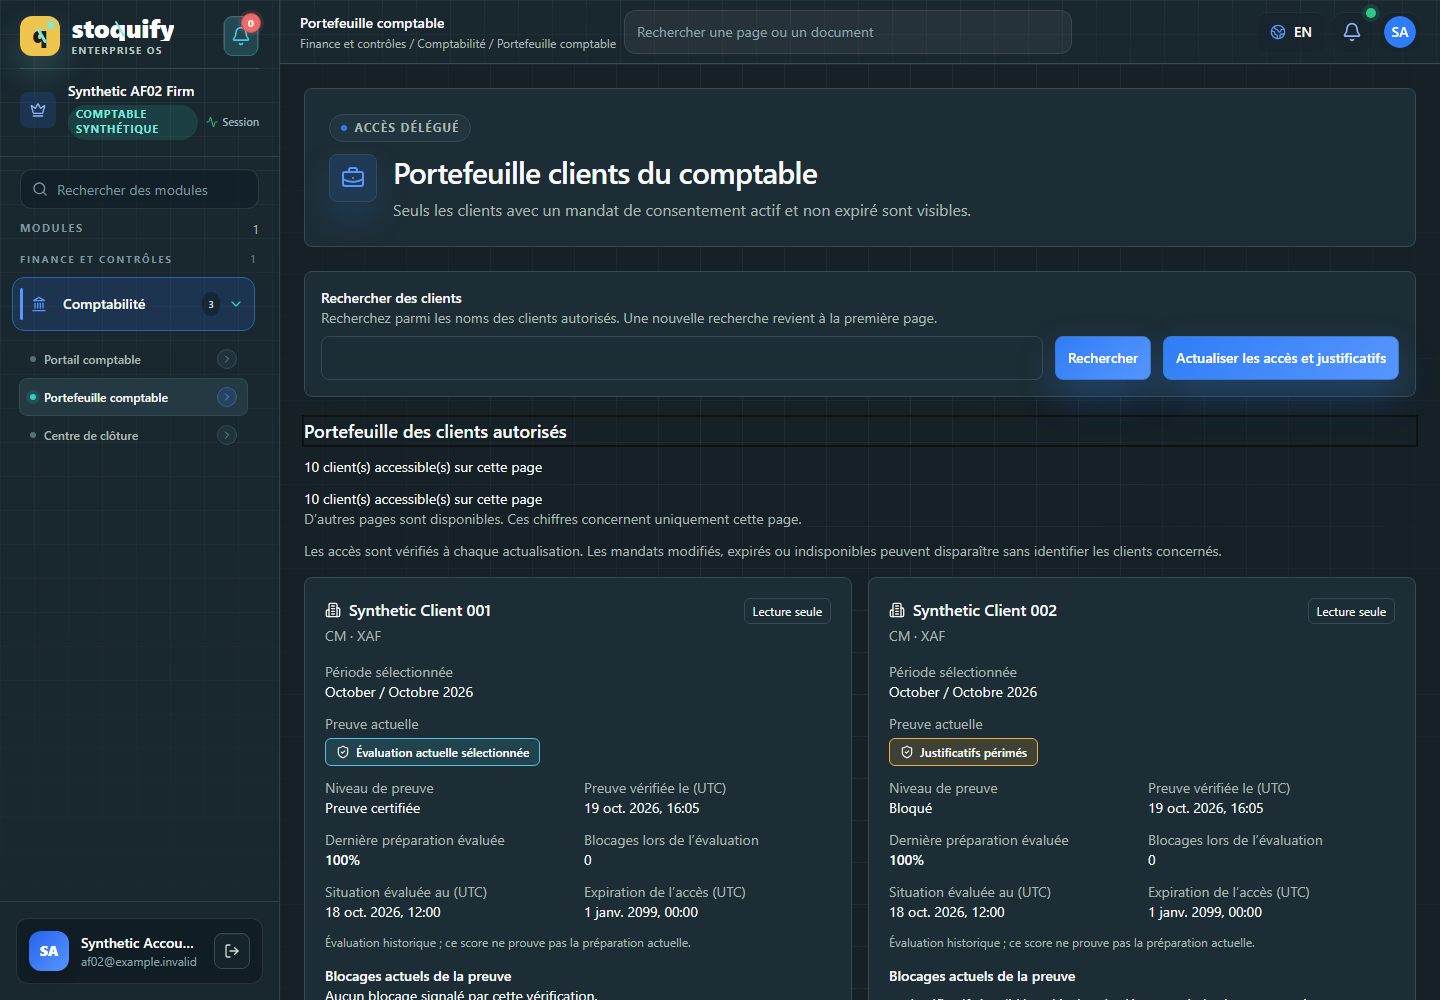 stoquify
ENTERPRISE OS
0
Synthetic AF02 Firm
COMPTABLE SYNTHÉTIQUE
Session
Rechercher des modules
MODULES 1
FINANCE ET CONTRÔLES 1
Comptabilité 3
Portail comptable
Portefeuille comptable
Centre de clôture
SA
Synthetic Accou...
af02@example.invalid
Portefeuille comptable
Finance et contrôles / Comptabilité / Portefeuille comptable
Rechercher une page ou un document
EN
SA
ACCÈS DÉLÉGUÉ
Portefeuille clients du comptable
Seuls les clients avec un mandat de consentement actif et non expiré sont visibles.
Rechercher des clients
Recherchez parmi les noms des clients autorisés. Une nouvelle recherche revient à la première page.
Rechercher
Actualiser les accès et justificatifs
Portefeuille des clients autorisés
10 client(s) accessible(s) sur cette page
10 client(s) accessible(s) sur cette page
D’autres pages sont disponibles. Ces chiffres concernent uniquement cette page.
Les accès sont vérifiés à chaque actualisation. Les mandats modifiés, expirés ou indisponibles peuvent disparaître sans identifier les clients concernés.
Synthetic Client 001
Lecture seule
CM · XAF
Période sélectionnée
October / Octobre 2026
Preuve actuelle
Évaluation actuelle sélectionnée
Niveau de preuve
Preuve certifiée
Preuve vérifiée le (UTC)
19 oct. 2026, 16:05
Dernière préparation évaluée
100%
Blocages lors de l’évaluation
0
Situation évaluée au (UTC)
18 oct. 2026, 12:00
Expiration de l’accès (UTC)
1 janv. 2099, 00:00
Évaluation historique ; ce score ne prouve pas la préparation actuelle.
Blocages actuels de la preuve
Aucun blocage signalé par cette vérification.
Synthetic Client 002
Lecture seule
CM · XAF
Période sélectionnée
October / Octobre 2026
Preuve actuelle
Justificatifs périmés
Niveau de preuve
Bloqué
Preuve vérifiée le (UTC)
19 oct. 2026, 16:05
Dernière préparation évaluée
100%
Blocages lors de l’évaluation
0
Situation évaluée au (UTC)
18 oct. 2026, 12:00
Expiration de l’accès (UTC)
1 janv. 2099, 00:00
Évaluation historique ; ce score ne prouve pas la préparation actuelle.
Blocages actuels de la preuve